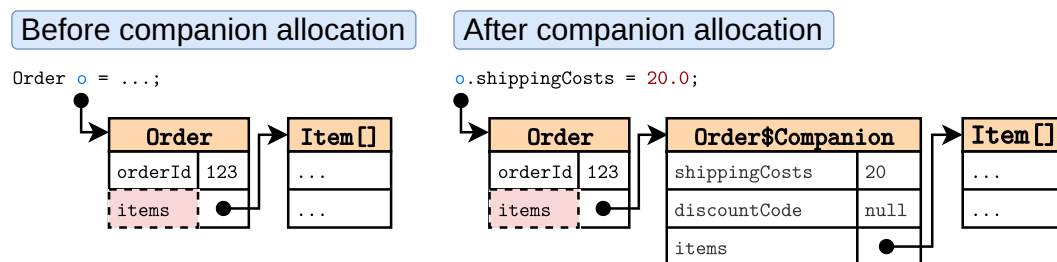 Before companion allocation
After companion allocation
Order o = ...;
o.shippingCosts = 20.0;
Order
Item[]
orderId 123
...
items
...
Order
Order$Companion
Item[]
orderId 123
shippingCosts 20
...
items
discountCode null
...
items